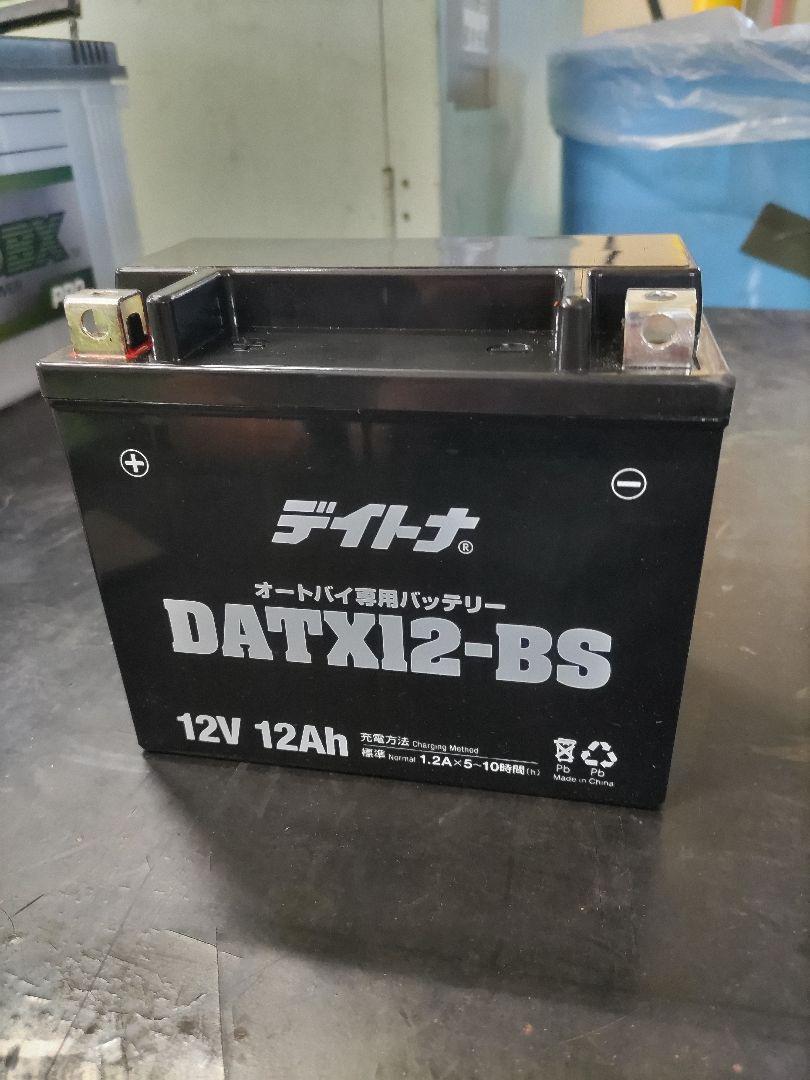 BX
PRO
⊕
⊖
デイトナ®
オートバイ専用バッテリー
DATX12-BS
12V 12Ah
充電方法 Charging Method
標準 Normal 1.2A×5~10時間(h)
Pb Pb
Made in China